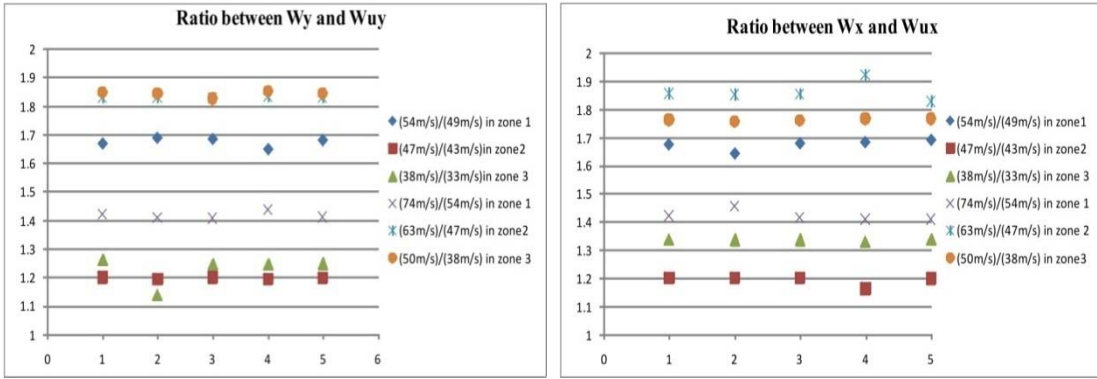 Ratio between Wy and Wuy
2
1.9
1.8
1.7
1.6
1.5
1.4
1.3
1.2
1.1
1
0 1 2 3 4 5 6
(54m/s)/(49m/s) in zone 1
(47m/s)/(43m/s)in zone2
(38m/s)/(33m/s)in zone 3
(74m/s)/(54m/s) in zone 1
(63m/s)/(47m/s) in zone2
(50m/s)/(38m/s) in zone 3
Ratio between Wx and Wux
2
1.9
1.8
1.7
1.6
1.5
1.4
1.3
1.2
1.1
1
0 1 2 3 4 5
(54m/s)/(49m/s) in zone1
(47m/s)/(43m/s)in zone2
(38m/s)/(33m/s) in zone 3
(74m/s)/(54m/s) in zone 1
(63m/s)/(47m/s) in zone 2
(50m/s)/(38m/s) in zone3